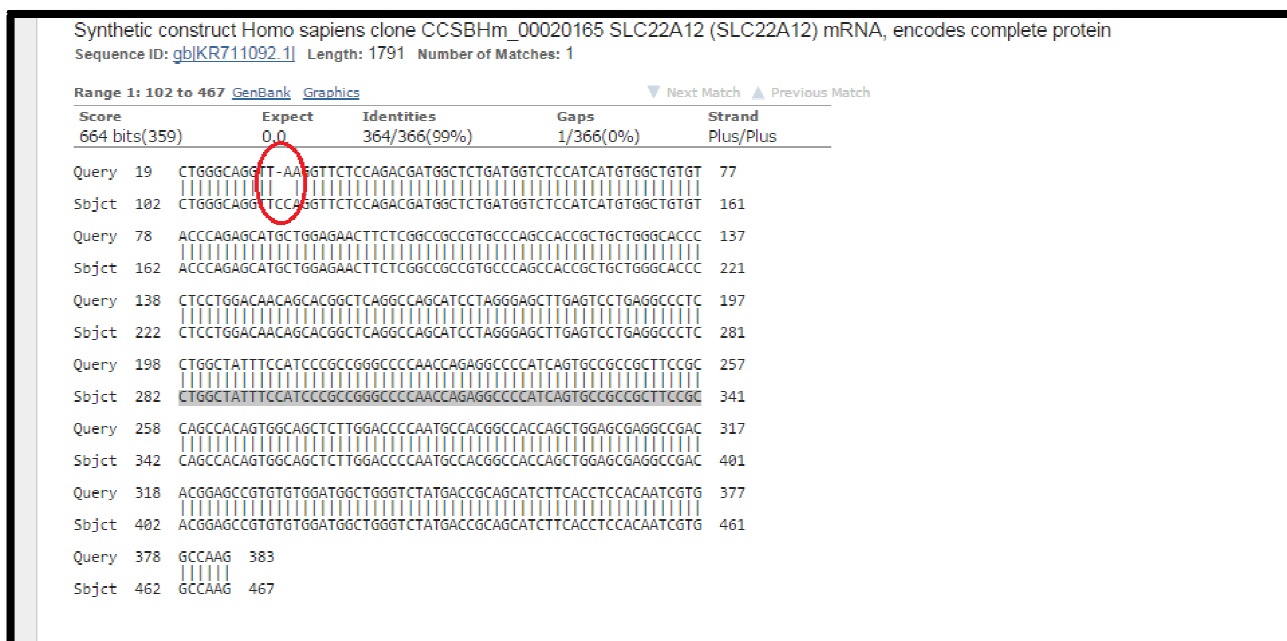 Synthetic construct Homo sapiens clone CCSBHm_00020165 SLC22A12 (SLC22A12) mRNA, encodes complete protein
Sequence ID: gb|KR711092.1| Length: 1791 Number of Matches: 1
Range 1: 102 to 467 GenBank Graphics ▼ Next Match ▲ Previous Match
Score Expect Identities Gaps Strand
664 bits(359) 0.0 364/366(99%) 1/366(0%) Plus/Plus
Query 19 CTGGGCAGGTT-AAGGTTCTCCAGACGATGGCTCTGATGGTCTCCATCATGTGGCTGTGT 77
Sbjct 102 CTGGGCAGGTTCCAGGTTCTCCAGACGATGGCTCTGATGGTCTCCATCATGTGGCTGTGT 161
Query 78 ACCCAGAGCATGCTGGAGAACTTCTCGGCCGCCGTGCCCAGCCACCGCTGCTGGGCACCC 137
Sbjct 162 ACCCAGAGCATGCTGGAGAACTTCTCGGCCGCCGTGCCCAGCCACCGCTGCTGGGCACCC 221
Query 138 CTCCTGGACAACAGCACGGCTCAGGCCAGCATCCTAGGGAGCTTGAGTCCTGAGGCCCTC 197
Sbjct 222 CTCCTGGACAACAGCACGGCTCAGGCCAGCATCCTAGGGAGCTTGAGTCCTGAGGCCCTC 281
Query 198 CTGGCTATTTCCATCCCGCCGGGCCCCAACCAGAGGCCCCATCAGTGCCGCCGCTTCCGC 257
Sbjct 282 CTGGCTATTTCCATCCCGCCGGGCCCCAACCAGAGGCCCCATCAGTGCCGCCGCTTCCGC 341
Query 258 CAGCCACAGTGGCAGCTCTTGGACCCCAATGCCACGGCCACCAGCTGGAGCGAGGCCGAC 317
Sbjct 342 CAGCCACAGTGGCAGCTCTTGGACCCCAATGCCACGGCCACCAGCTGGAGCGAGGCCGAC 401
Query 318 ACGGAGCCGTGTGTGGATGGCTGGGTCTATGACCGCAGCATCTTCACCTCCACAATCGTG 377
Sbjct 402 ACGGAGCCGTGTGTGGATGGCTGGGTCTATGACCGCAGCATCTTCACCTCCACAATCGTG 461
Query 378 GCCAAG 383
Sbjct 462 GCCAAG 467